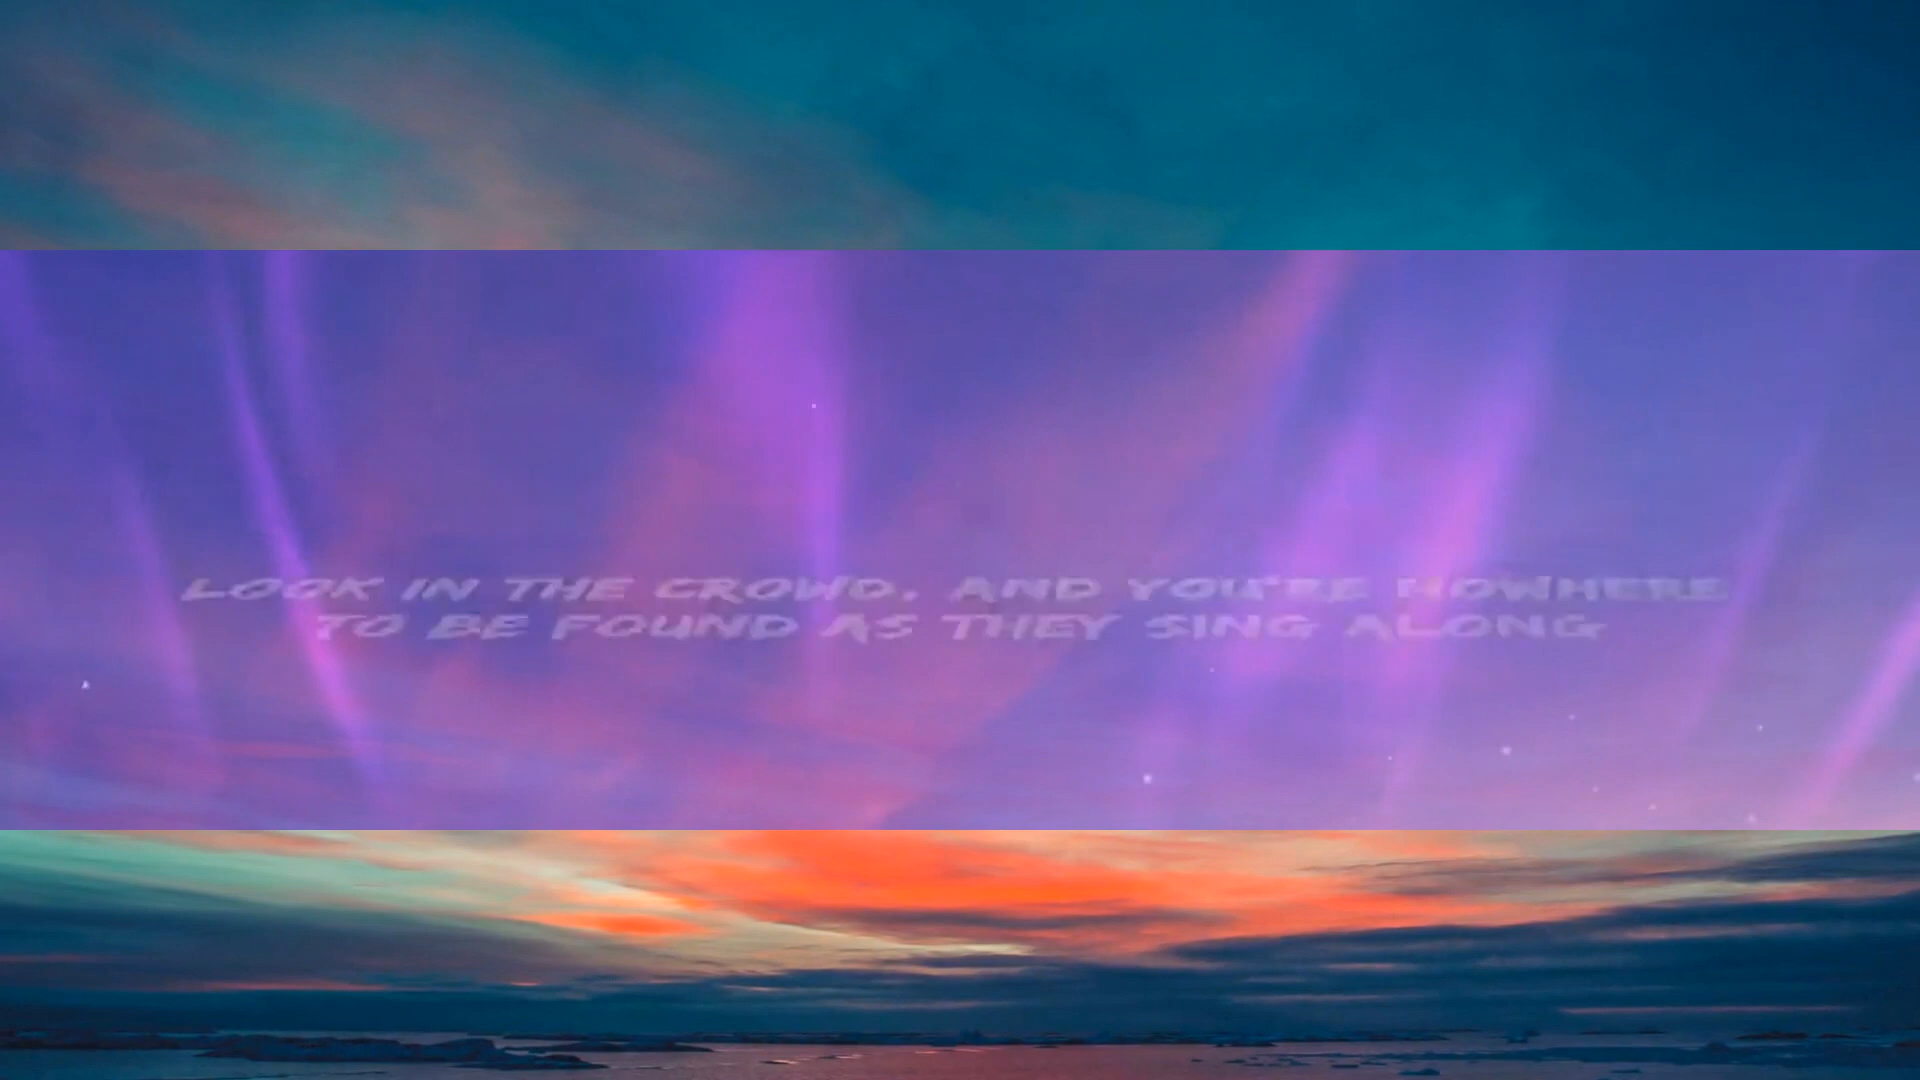 LOOK IN THE CROWD, AND YOU'RE NOWHERE
TO BE FOUND AS THEY SING ALONG